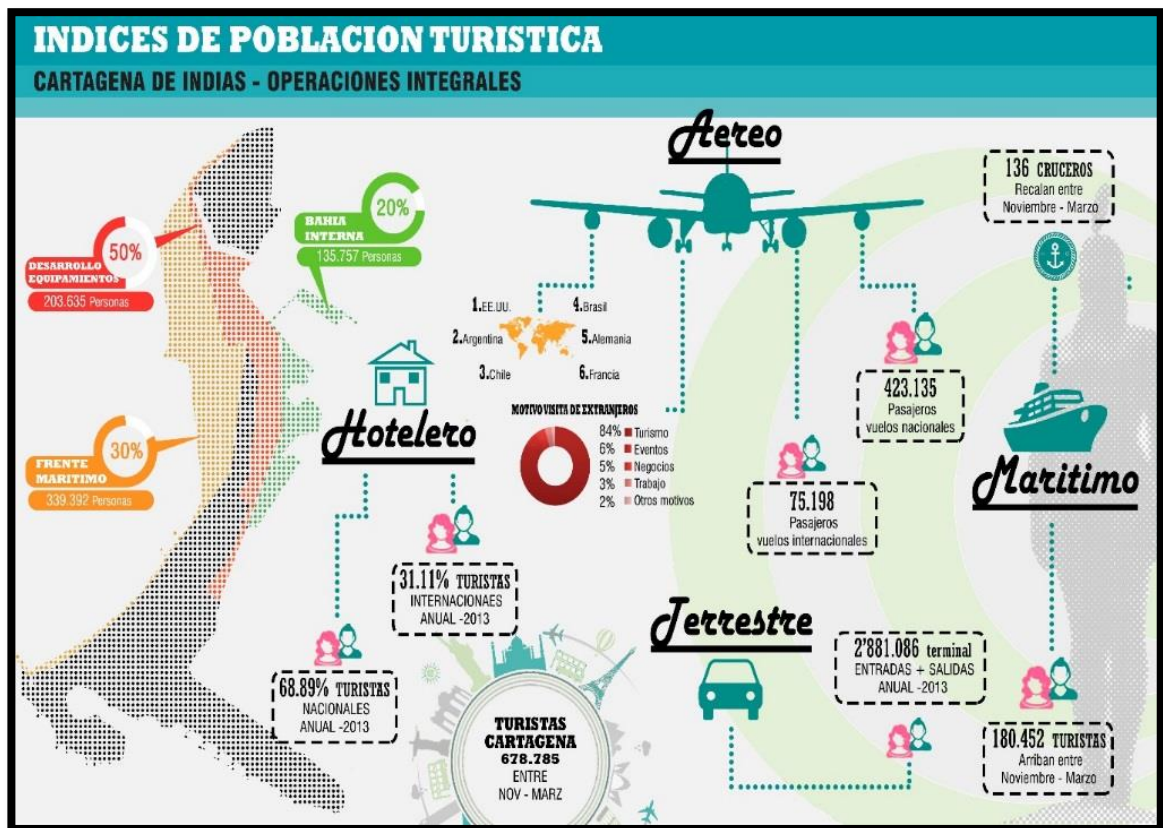 INDICES DE POBLACION TURISTICA
CARTAGENA DE INDIAS - OPERACIONES INTEGRALES
50%
DESARROLLO
EQUIPAMIENTOS
203.635 Personas
20%
BAHIA
INTERNA
135.757 Personas
30%
FRENTE
MARITIMO
339.392 Personas
Aereo
1.EE.UU.
2.Argentina
3.Chile
4.Brasil
5.Alemania
6.Francia
MOTIVO VISITA DE EXTRANJEROS
84% Turismo
6% Eventos
5% Negocios
3% Trabajo
2% Otros motivos
75.198
Pasajeros
vuelos internacionales
423.135
Pasajeros
vuelos nacionales
136 CRUCEROS
Recalan entre
Noviembre - Marzo
Maritimo
180.452 TURISTAS
Arriban entre
Noviembre - Marzo
Hotelero
31.11% TURISTAS
INTERNACIONAES
ANUAL -2013
68.89% TURISTAS
NACIONALES
ANUAL -2013
TURISTAS
CARTAGENA
678.785
ENTRE
NOV - MARZ
Terrestre
2'881.086 terminal
ENTRADAS + SALIDAS
ANUAL -2013